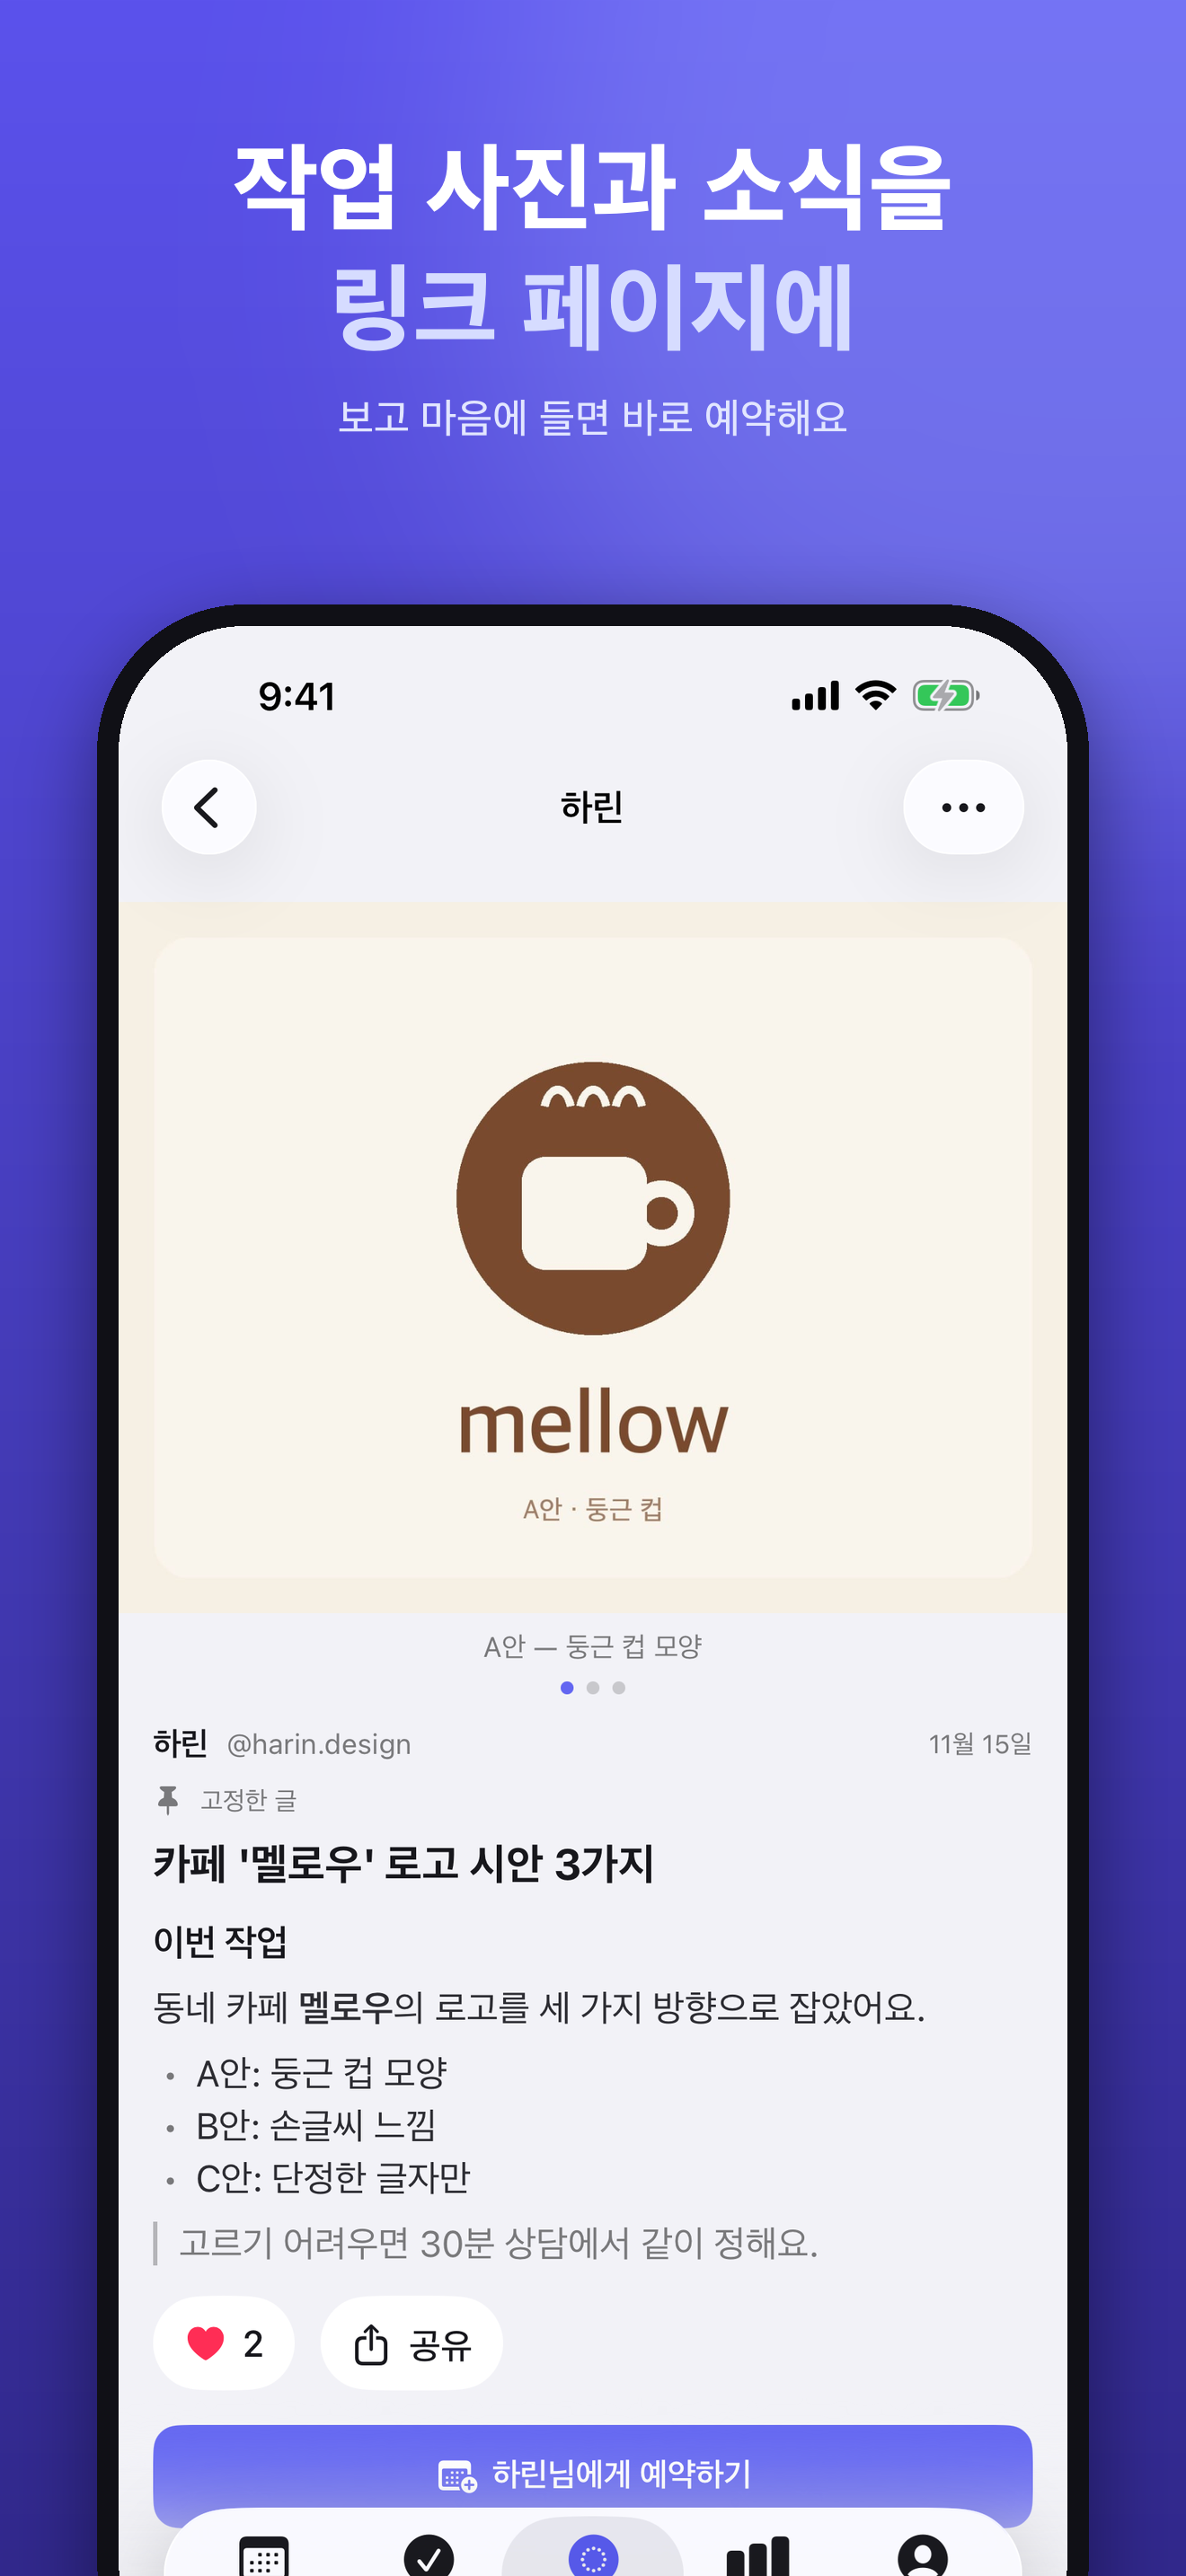 작업 사진과 소식을
링크 페이지에
보고 마음에 들면 바로 예약해요
9:41
하린
mellow
A안 · 둥근 컵
A안 — 둥근 컵 모양
하린 @harin.design 11월 15일
고정한 글
카페 '멜로우' 로고 시안 3가지
이번 작업
동네 카페 멜로우의 로고를 세 가지 방향으로 잡았어요.
• A안: 둥근 컵 모양
• B안: 손글씨 느낌
• C안: 단정한 글자만
고르기 어려우면 30분 상담에서 같이 정해요.
2 공유
하린님에게 예약하기